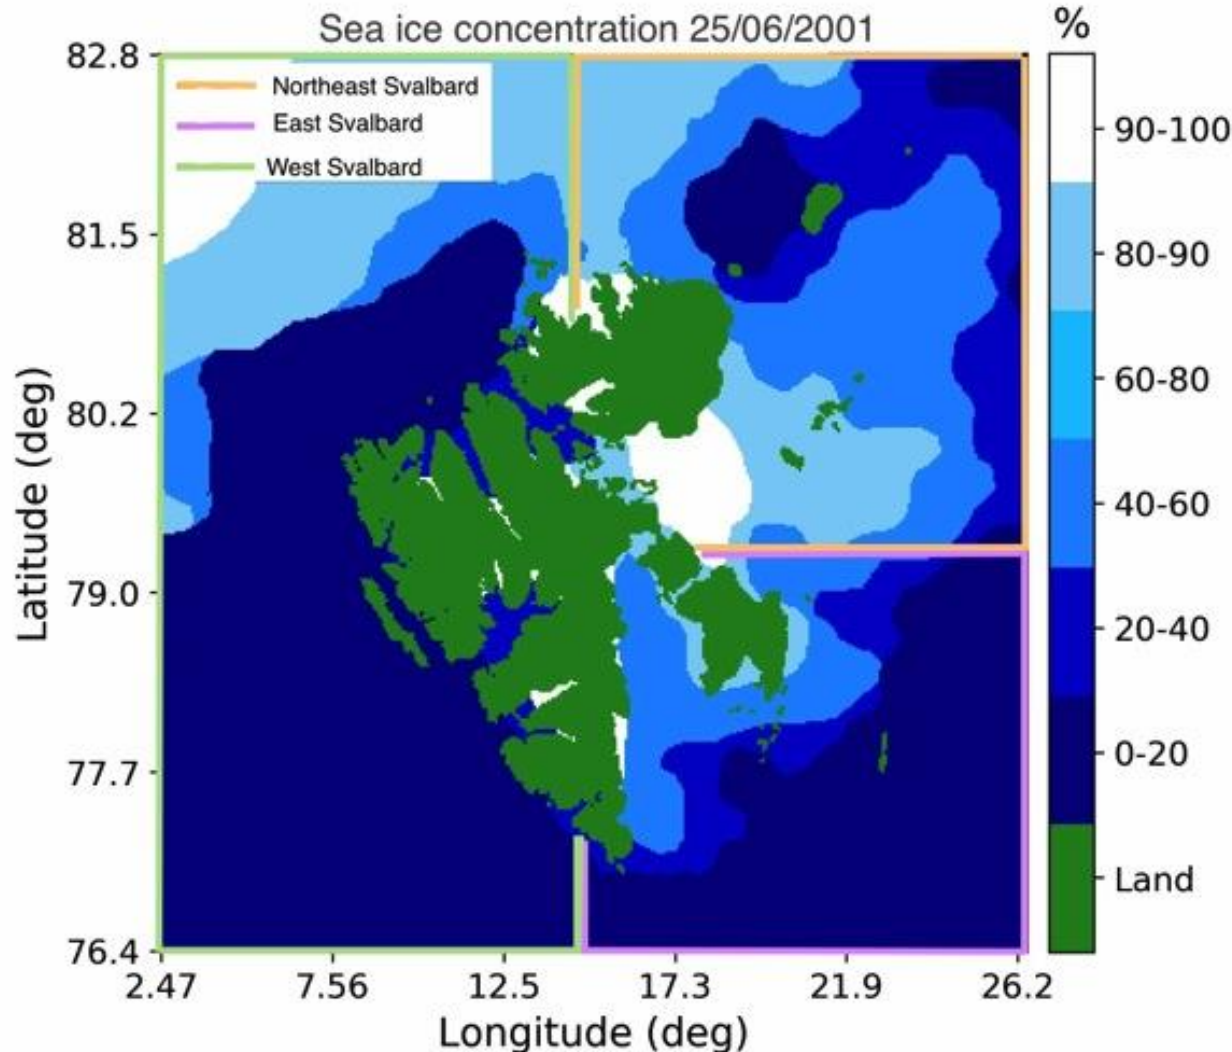 Sea ice concentration 25/06/2001
%
82.8
81.5
80.2
79.0
77.7
76.4
Latitude (deg)
Northeast Svalbard
East Svalbard
West Svalbard
90-100
80-90
60-80
40-60
20-40
0-20
Land
2.47 7.56 12.5 17.3 21.9 26.2
Longitude (deg)